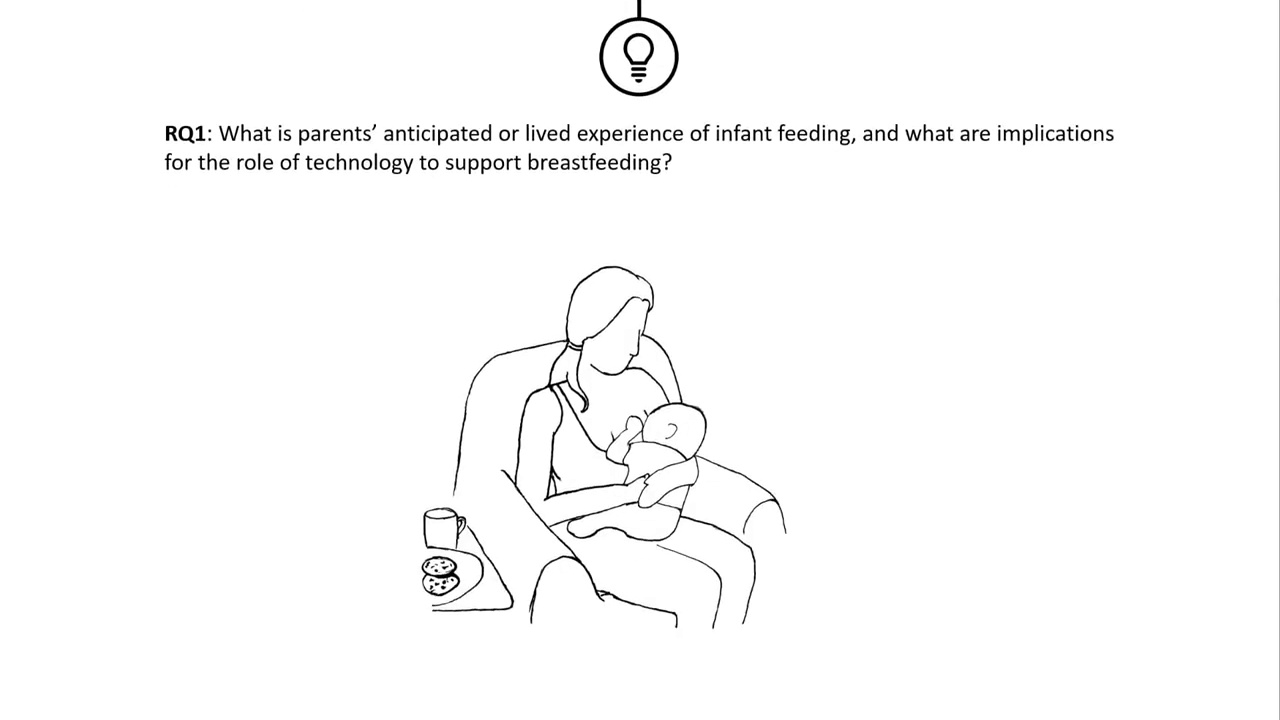 RQ1: What is parents’ anticipated or lived experience of infant feeding, and what are implications
for the role of technology to support breastfeeding?